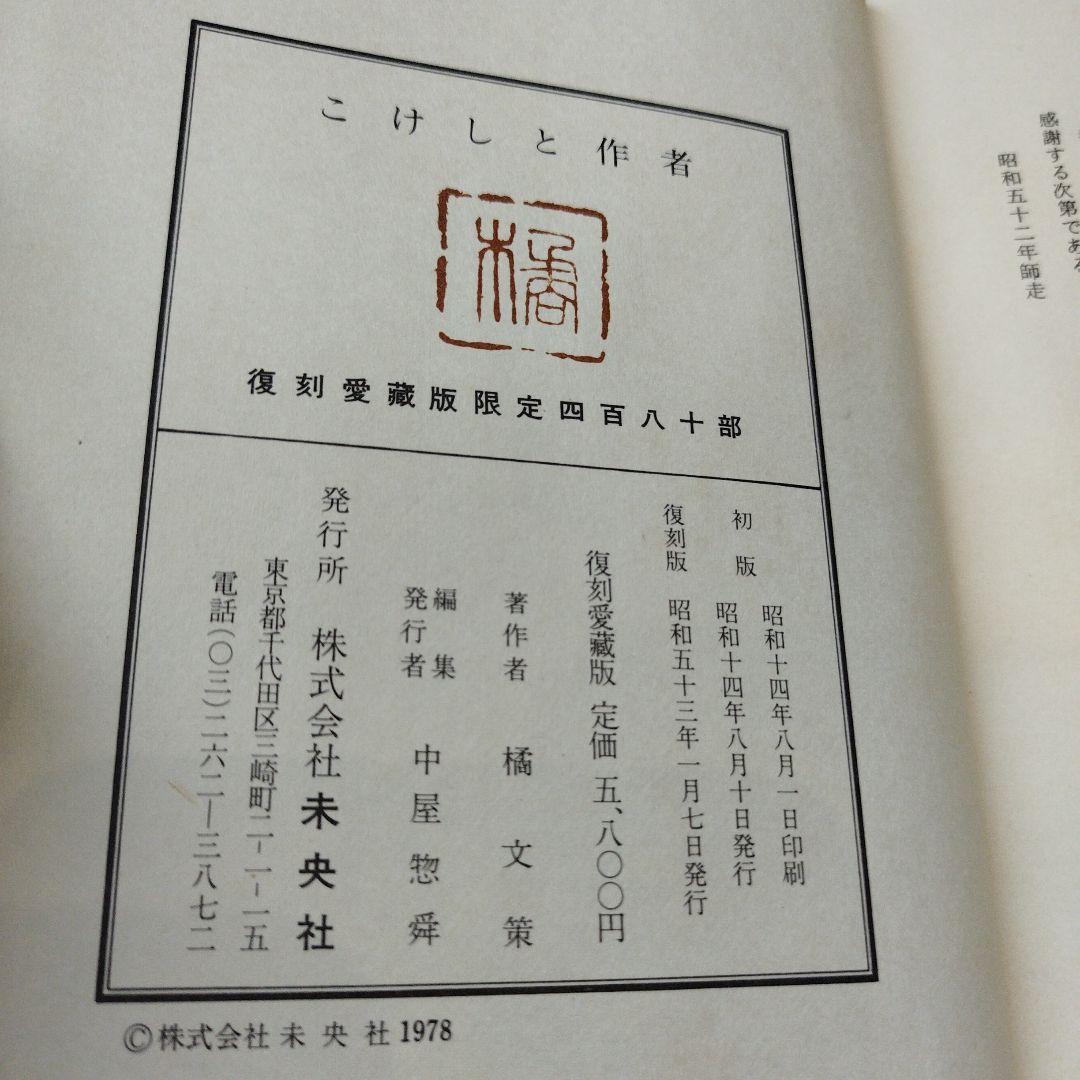 こけしと作者
橘
復刻愛藏版限定四百八十部
初版 昭和十四年八月一日印刷
昭和十四年八月十日発行
復刻版 昭和五十三年一月七日発行
復刻愛藏版 定価 五、八〇〇円
著作者 橘文策
編集
発行者 中屋惣舜
発行所 株式会社未央社
東京都千代田区三崎町二-一-一五
電話(〇三)二六二―三八七二
©株式会社 未央社 1978
感謝する次第である
昭和五十二年師走